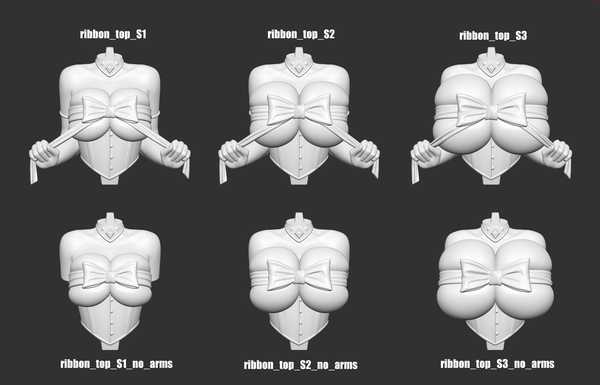 ribbon_top_S1
ribbon_top_S2
ribbon_top_S3
ribbon_top_S1_no_arms
ribbon_top_S2_no_arms
ribbon_top_S3_no_arms